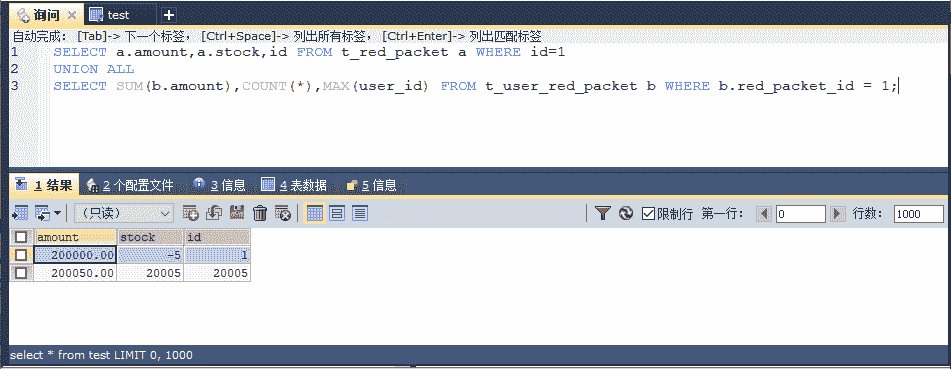 询问 test
自动完成: [Tab]-> 下一个标签, [Ctrl+Space]-> 列出所有标签, [Ctrl+Enter]-> 列出匹配标签
1 SELECT a.amount,a.stock,id FROM t_red_packet a WHERE id=1
2 UNION ALL
3 SELECT SUM(b.amount),COUNT(*),MAX(user_id) FROM t_user_red_packet b WHERE b.red_packet_id = 1;
1 结果 2 个配置文件 3 信息 4 表数据 5 信息
（只读） 限制行 第一行: 0 行数: 1000
amount stock id
200000.00 -5 1
200050.00 20005 20005
select * from test LIMIT 0, 1000